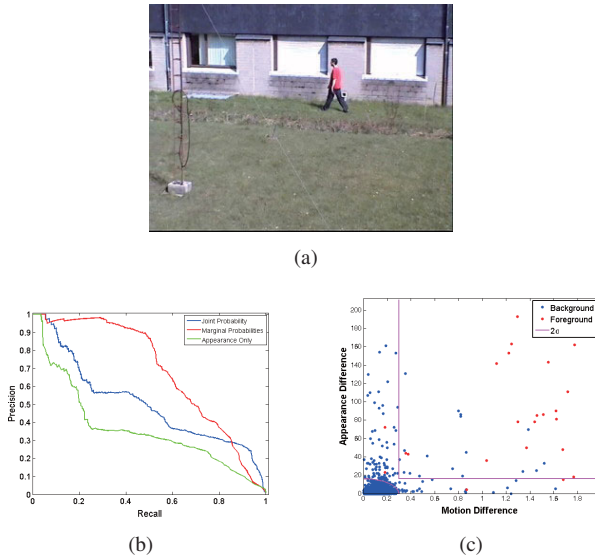 (a)
1
0.9
0.8
0.7
0.6
0.5
0.4
0.3
0.2
0.1
0
Precision
0
0.2
0.4
0.6
0.8
1
Recall
Joint Probability
Marginal Probabilities
Appearance Only
(b)
200
180
160
140
120
100
80
60
40
20
0
Appearance Difference
0
0.2
0.4
0.6
0.8
1
1.2
1.4
1.6
1.8
Motion Difference
Background
Foreground
2σ
(c)